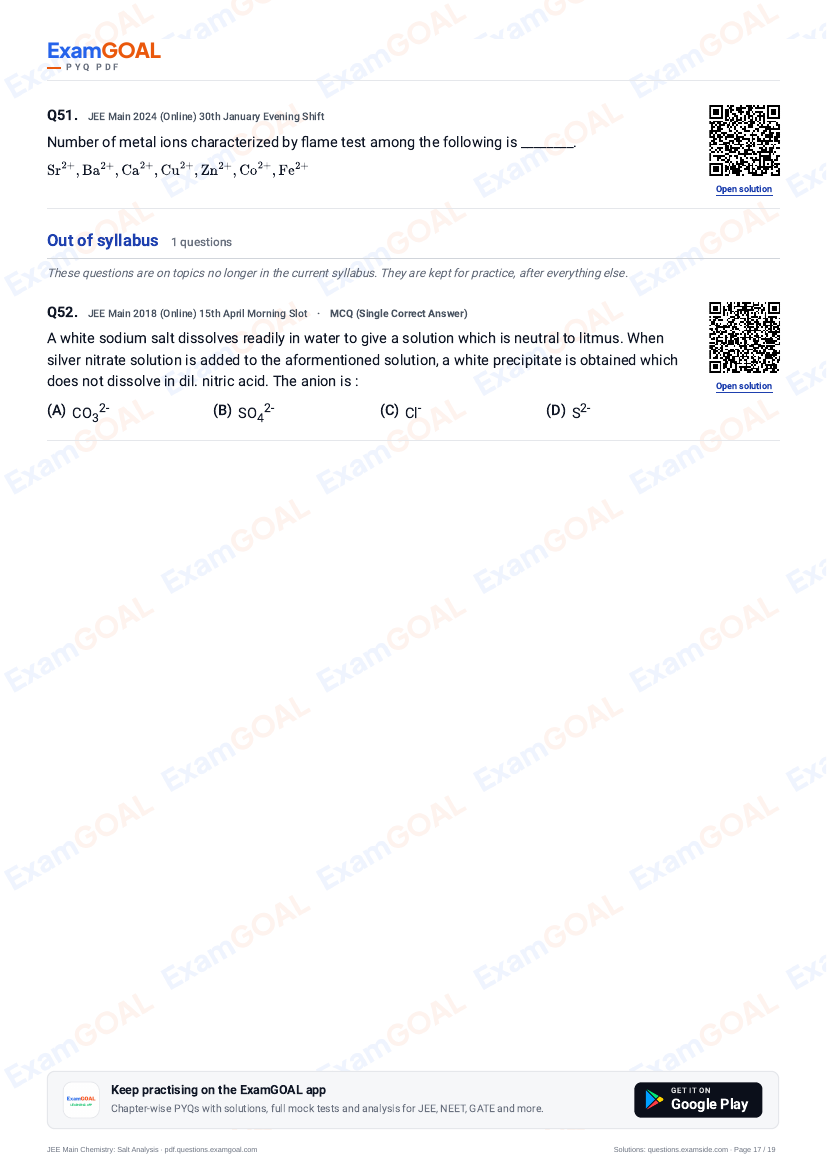 ExamGOAL
PYQ PDF
Q51. JEE Main 2024 (Online) 30th January Evening Shift
Number of metal ions characterized by flame test among the following is ________.
Sr²⁺, Ba²⁺, Ca²⁺, Cu²⁺, Zn²⁺, Co²⁺, Fe²⁺
Open solution
Out of syllabus 1 questions
These questions are on topics no longer in the current syllabus. They are kept for practice, after everything else.
Q52. JEE Main 2018 (Online) 15th April Morning Slot · MCQ (Single Correct Answer)
A white sodium salt dissolves readily in water to give a solution which is neutral to litmus. When
silver nitrate solution is added to the aformentioned solution, a white precipitate is obtained which
does not dissolve in dil. nitric acid. The anion is :
Open solution
(A) CO₃²⁻ (B) SO₄²⁻ (C) Cl⁻ (D) S²⁻
Keep practising on the ExamGOAL app
Chapter-wise PYQs with solutions, full mock tests and analysis for JEE, NEET, GATE and more.
GET IT ON
Google Play
JEE Main Chemistry: Salt Analysis · pdf.questions.examgoal.com
Solutions: questions.examside.com · Page 17 / 19